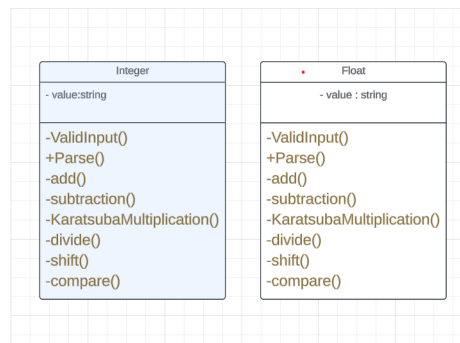 Integer
- value:string
-ValidInput()
+Parse()
-add()
-subtraction()
-KaratsubaMultiplication()
-divide()
-shift()
-compare()
Float
- value : string
-ValidInput()
+Parse()
-add()
-subtraction()
-KaratsubaMultiplication()
-divide()
-shift()
-compare()